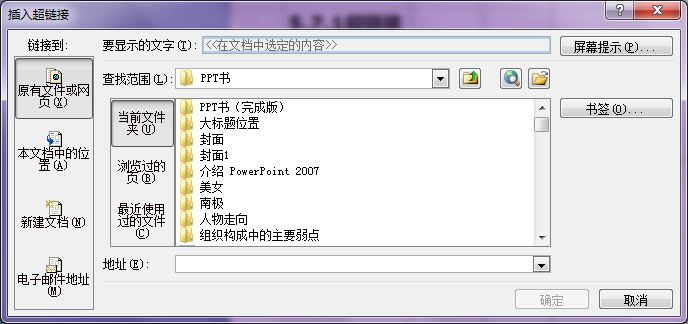 5.7.1超链接
插入超链接
链接到:
要显示的文字(T):
<<在文档中选定的内容>>
屏幕提示(P)...
原有文件或网
页(X)
查找范围(L):
PPT书
本文档中的位
置(A)
新建文档(N)
电子邮件地址
(M)
当前文件
夹(U)
浏览过的
页(B)
最近使用
过的文件
(C)
PPT书（完成版）
大标题位置
封面
封面1
介绍 PowerPoint 2007
美女
南极
人物走向
组织构成中的主要弱点
书签(O)...
地址(E):
确定
取消